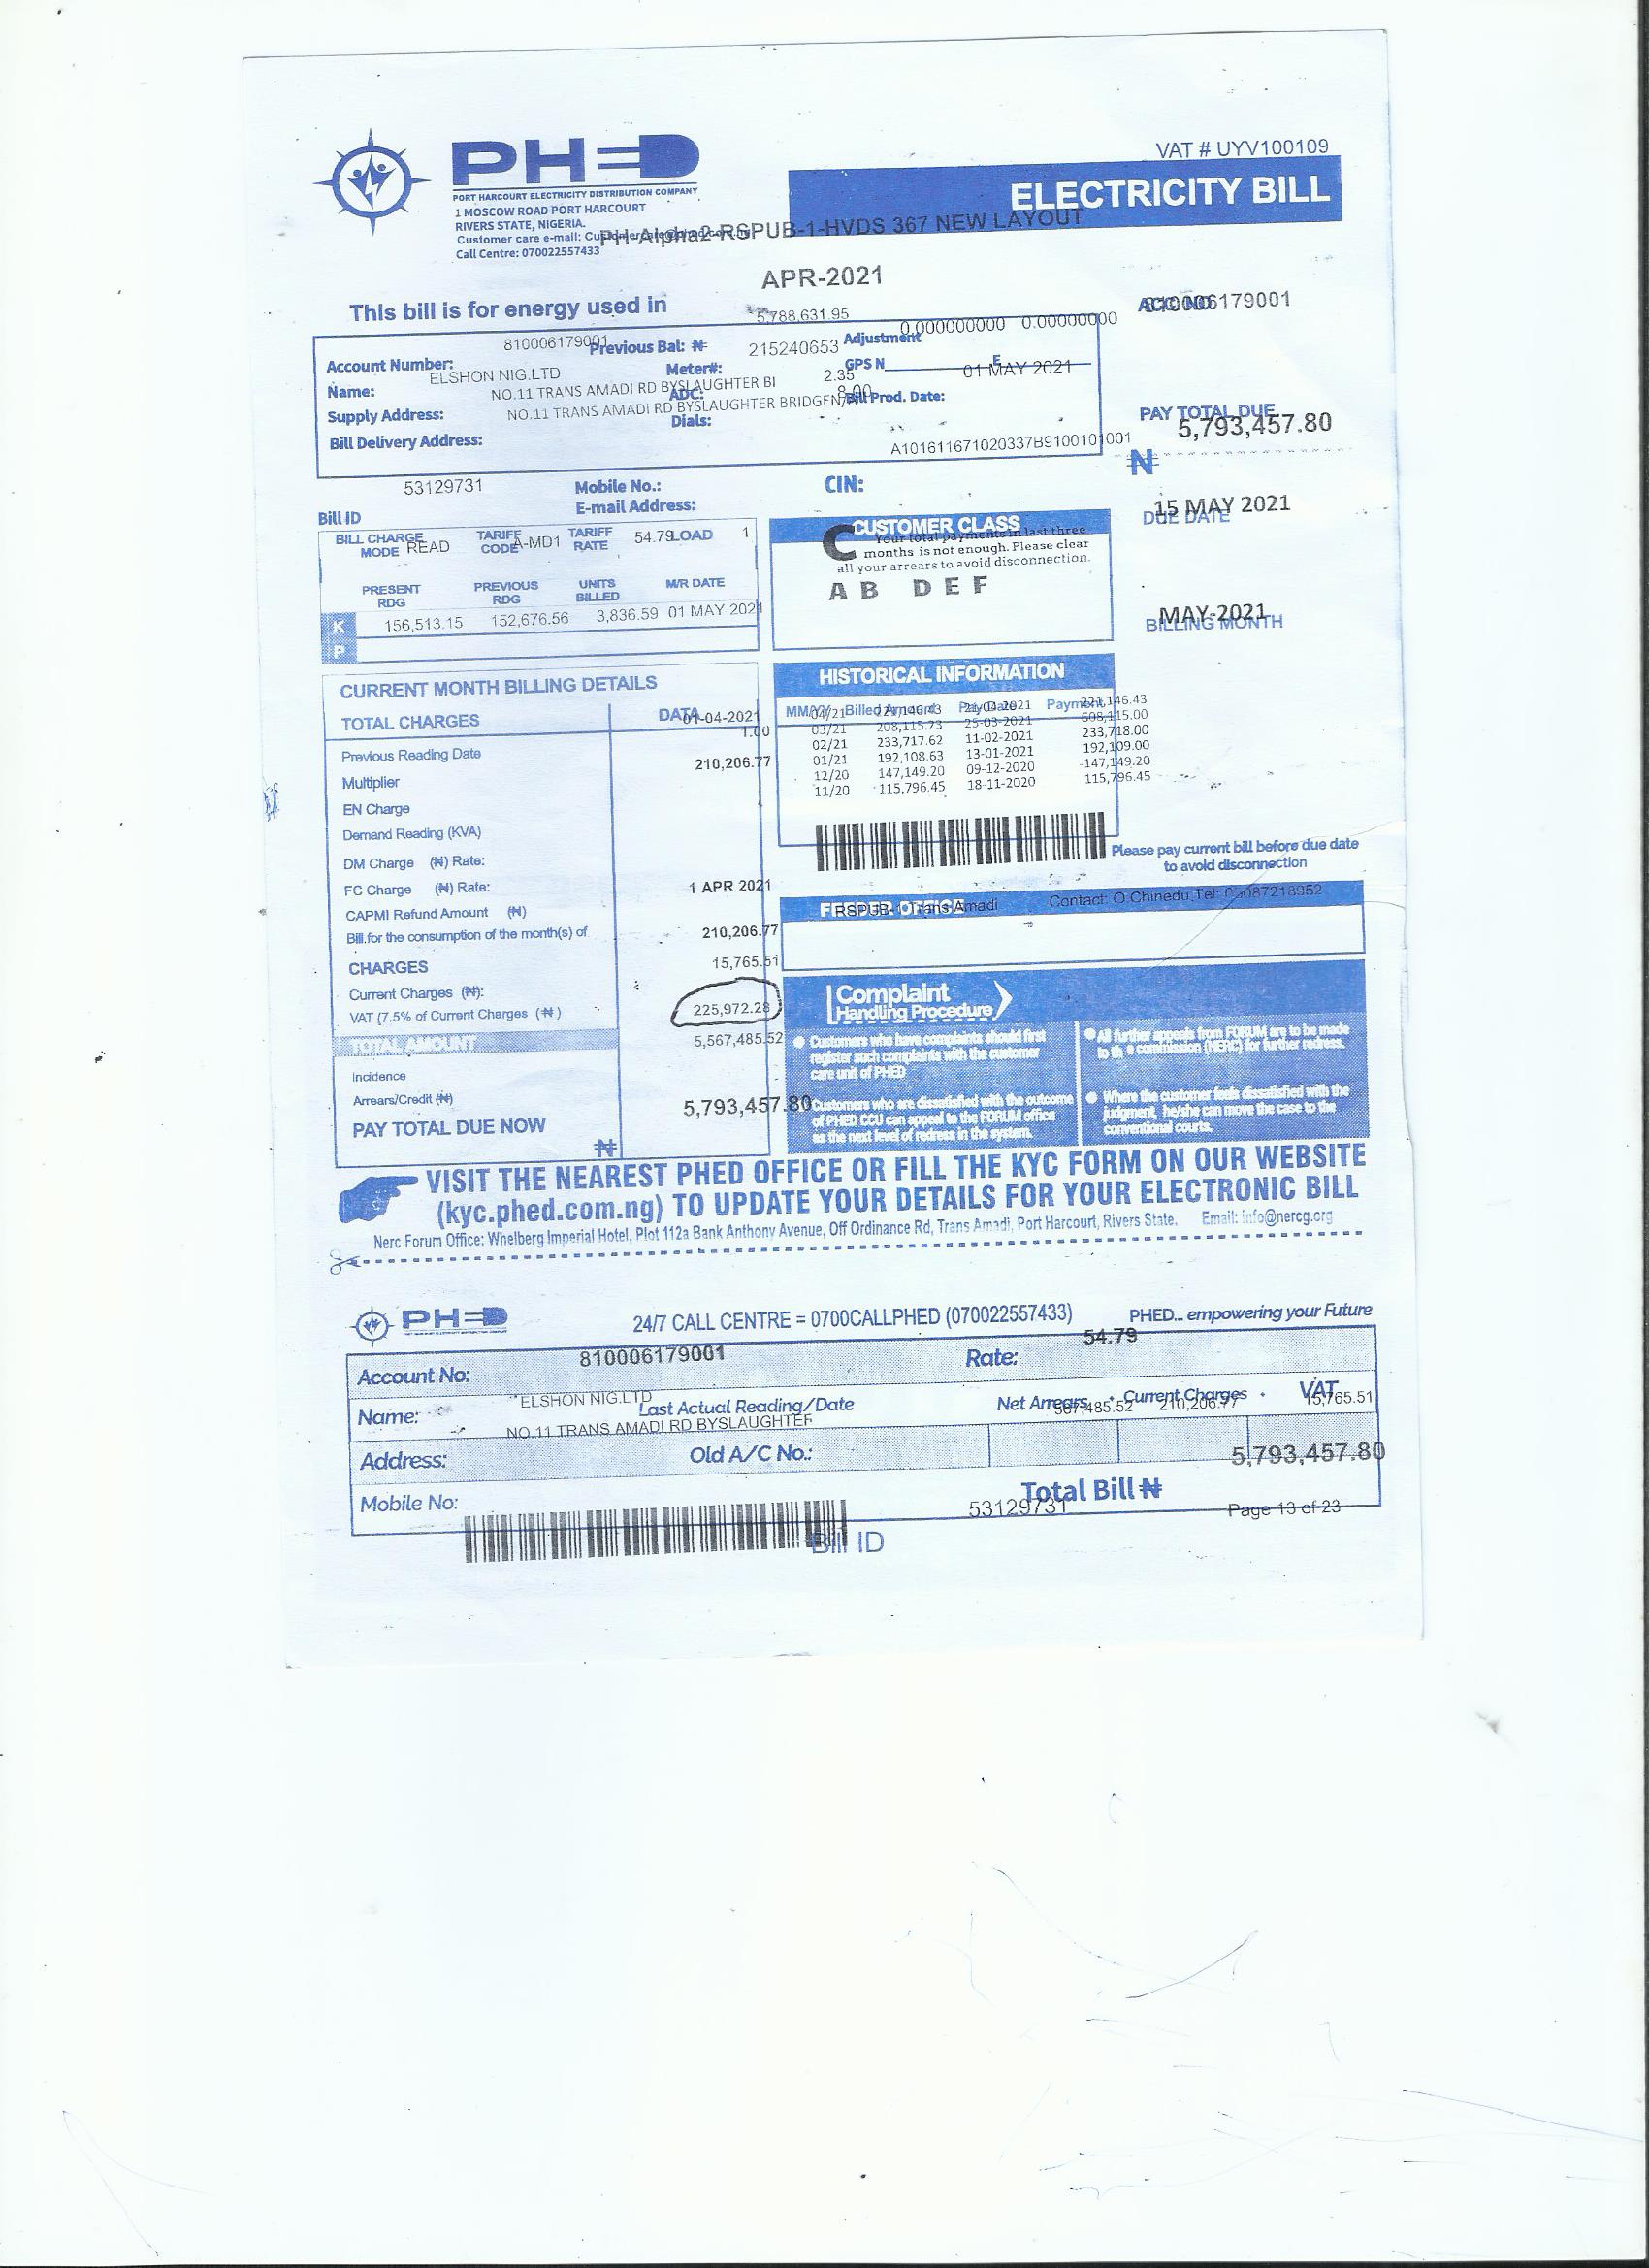 PHED
PORT HARCOURT ELECTRICITY DISTRIBUTION COMPANY
1 MOSCOW ROAD PORT HARCOURT
RIVERS STATE, NIGERIA.
Customer care e-mail:
Call Centre: 070022557433
VAT # UYV100109
ELECTRICITY BILL
PH-Alpha2-RSPUB-1-HVDS 367 NEW LAYOUT
APR-2021
This bill is for energy used in
5,788,631.95
ACC NO. 810006179001
810006179001 Previous Bal: ₦ 215240653 Adjustment 0.000000000 0.00000000
Account Number: ELSHON NIG.LTD Meter#: 2.35 GPS N E 01 MAY 2021
Name: NO.11 TRANS AMADI RD BYSLAUGHTER BI ADC: 8.00 Bill Prod. Date:
Supply Address: NO.11 TRANS AMADI RD BYSLAUGHTER BRIDGEN/ Dials:
Bill Delivery Address: A101611671020337B9100101001
PAY TOTAL DUE
5,793,457.80
₦
53129731 Mobile No.: CIN:
Bill ID E-mail Address:
15 MAY 2021
DUE DATE
BILL CHARGE MODE READ TARIFF CODE A-MD1 TARIFF RATE 54.79 LOAD 1
PRESENT RDG PREVIOUS RDG UNITS BILLED M/R DATE
K 156,513.15 152,676.56 3,836.59 01 MAY 2021
P
CUSTOMER CLASS
C Your total payments in last three
months is not enough. Please clear
all your arrears to avoid disconnection.
A B D E F
MAY-2021
BILLING MONTH
CURRENT MONTH BILLING DETAILS
TOTAL CHARGES DATA 01-04-2021
1.00
Previous Reading Date 210,206.77
Multiplier
EN Charge
Demand Reading (KVA)
DM Charge (₦) Rate:
FC Charge (₦) Rate: 1 APR 2021
CAPMI Refund Amount (₦)
Bill.for the consumption of the month(s) of 210,206.77
CHARGES 15,765.51
Current Charges (₦):
VAT (7.5% of Current Charges (₦) 225,972.28
TOTAL AMOUNT 5,567,485.52
Incidence
Arrears/Credit (₦) 5,793,457.80
PAY TOTAL DUE NOW ₦
HISTORICAL INFORMATION
MM/YY Billed Amount Pay Date Payment
04/21 221,146.43 21-04-2021 221,146.43
03/21 208,115.23 25-03-2021 608,115.00
02/21 233,717.62 11-02-2021 233,718.00
01/21 192,108.63 13-01-2021 192,109.00
12/20 147,149.20 09-12-2020 -147,149.20
11/20 115,796.45 18-11-2020 115,796.45
Please pay current bill before due date
to avoid disconnection
RSPUB-1 Trans Amadi Contact: O.Chinedu,Tel:
Complaint
Handling Procedure
Customers who have complaints should first
register such complaints with the customer
care unit of PHED
Customers who are dissatisfied with the outcome
of PHED CCU can appeal to the FORUM office
as the next level of redress in the system.
All further appeals from FORUM are to be made
to the commission (NERC) for further redress.
Where the customer feels dissatisfied with the
judgment, he/she can move the case to the
conventional courts.
VISIT THE NEAREST PHED OFFICE OR FILL THE KYC FORM ON OUR WEBSITE
(kyc.phed.com.ng) TO UPDATE YOUR DETAILS FOR YOUR ELECTRONIC BILL
Nerc Forum Office: Whelberg Imperial Hotel, Plot 112a Bank Anthony Avenue, Off Ordinance Rd, Trans Amadi, Port Harcourt, Rivers State. Email: info@nercg.org
PHED 24/7 CALL CENTRE = 0700CALLPHED (070022557433) PHED... empowering your Future
Account No: 810006179001 Rate: 54.79
Name: ELSHON NIG.LTD Last Actual Reading/Date Net Arrears 567,485.52 Current Charges 210,206.77 VAT 15,765.51
NO.11 TRANS AMADI RD BYSLAUGHTER
Address: Old A/C No.: 5,793,457.80
Mobile No: Total Bill ₦
53129731 Page 13 of 23
Bill ID